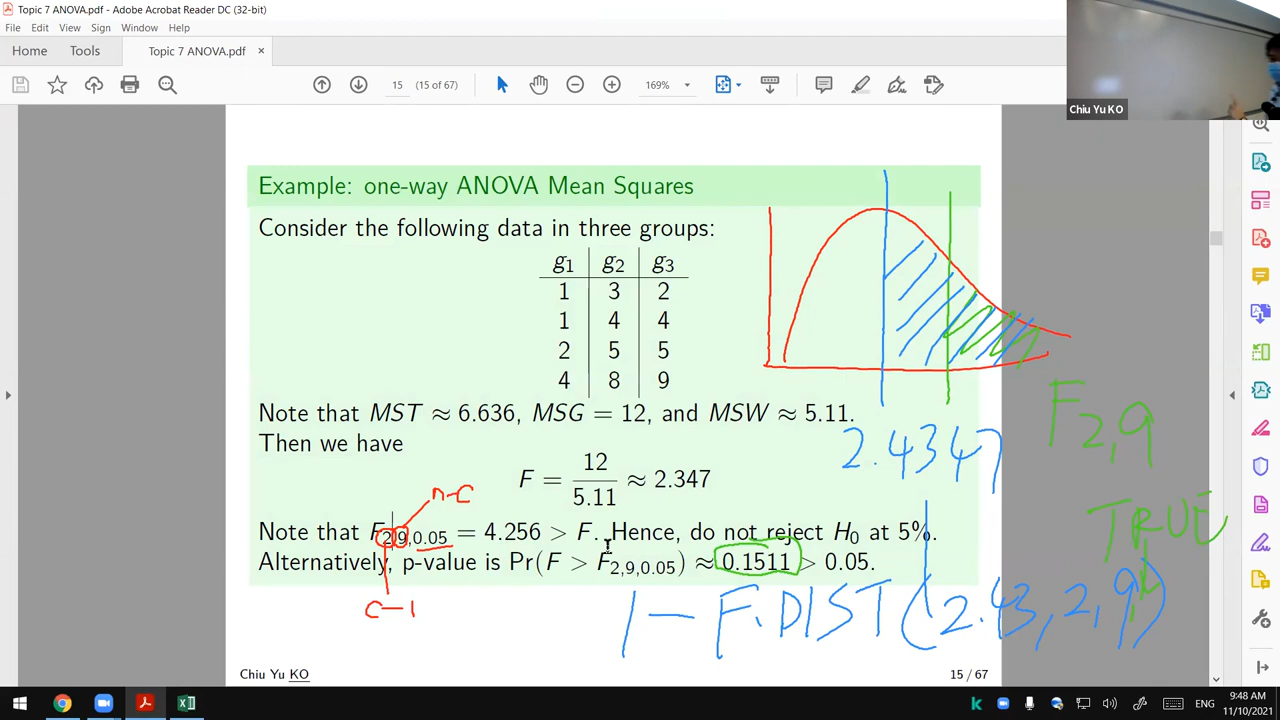 Topic 7 ANOVA.pdf - Adobe Acrobat Reader DC (32-bit)
File Edit View Sign Window Help
Home Tools Topic 7 ANOVA.pdf ×
15 (15 of 67) 169%
Chiu Yu KO
Example: one-way ANOVA Mean Squares
Consider the following data in three groups:
g1 g2 g3
1 3 2
1 4 4
2 5 5
4 8 9
Note that MST ≈ 6.636, MSG = 12, and MSW ≈ 5.11.
Then we have
F = 12/5.11 ≈ 2.347
2.4347
F2,9
n-c
Note that F2,9,0.05 = 4.256 > F. Hence, do not reject H0 at 5%.
TRUE
Alternatively, p-value is Pr(F > F2,9,0.05) ≈ 0.1511 > 0.05.
c-1
1 - F.DIST(2.43,2,9,)
Chiu Yu KO 15 / 67
ENG
9:48 AM
11/10/2021